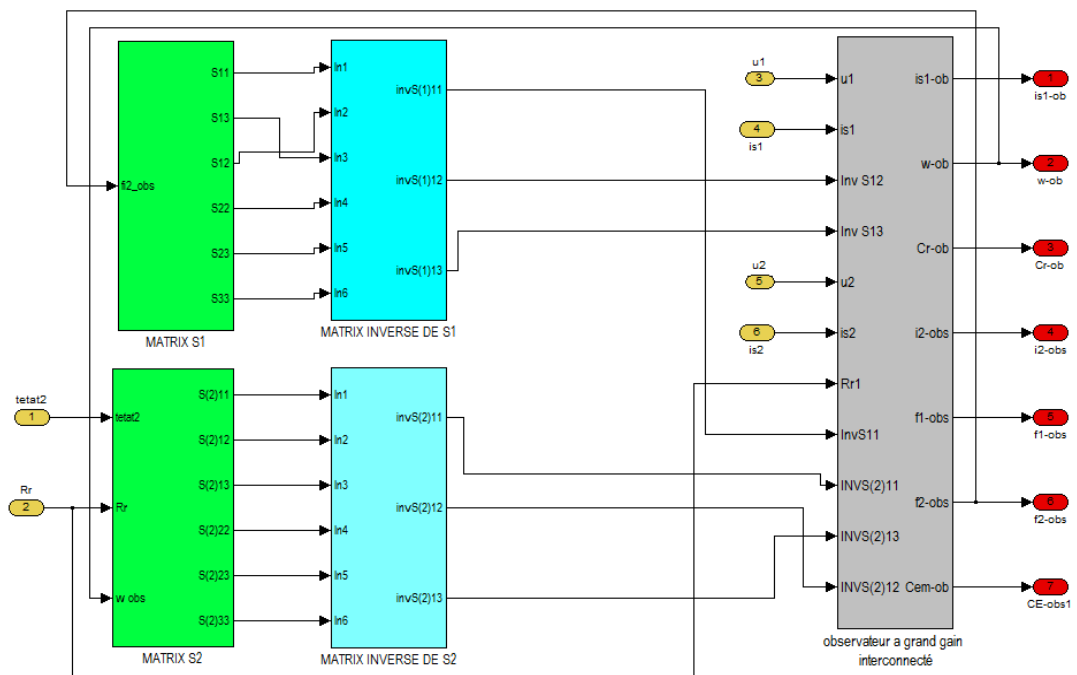 fi2_obs
S11
S13
S12
S22
S23
S33
MATRIX S1
In1
In2
In3
In4
In5
In6
invS(1)11
invS(1)12
invS(1)13
MATRIX INVERSE DE S1
tetat2
1
Rr
2
tetat2
Rr
w obs
S(2)11
S(2)12
S(2)13
S(2)22
S(2)23
S(2)33
MATRIX S2
In1
In2
In3
In4
In5
In6
invS(2)11
invS(2)12
invS(2)13
MATRIX INVERSE DE S2
u1
3
4
is1
u2
5
6
is2
u1
is1
Inv S12
Inv S13
u2
is2
Rr1
InvS11
INVS(2)11
INVS(2)13
INVS(2)12
is1-ob
w-ob
Cr-ob
i2-obs
f1-obs
f2-obs
Cem-ob
observateur a grand gain
interconnecté
1
is1-ob
2
w-ob
3
Cr-ob
4
i2-obs
5
f1-obs
6
f2-obs
7
CE-obs1